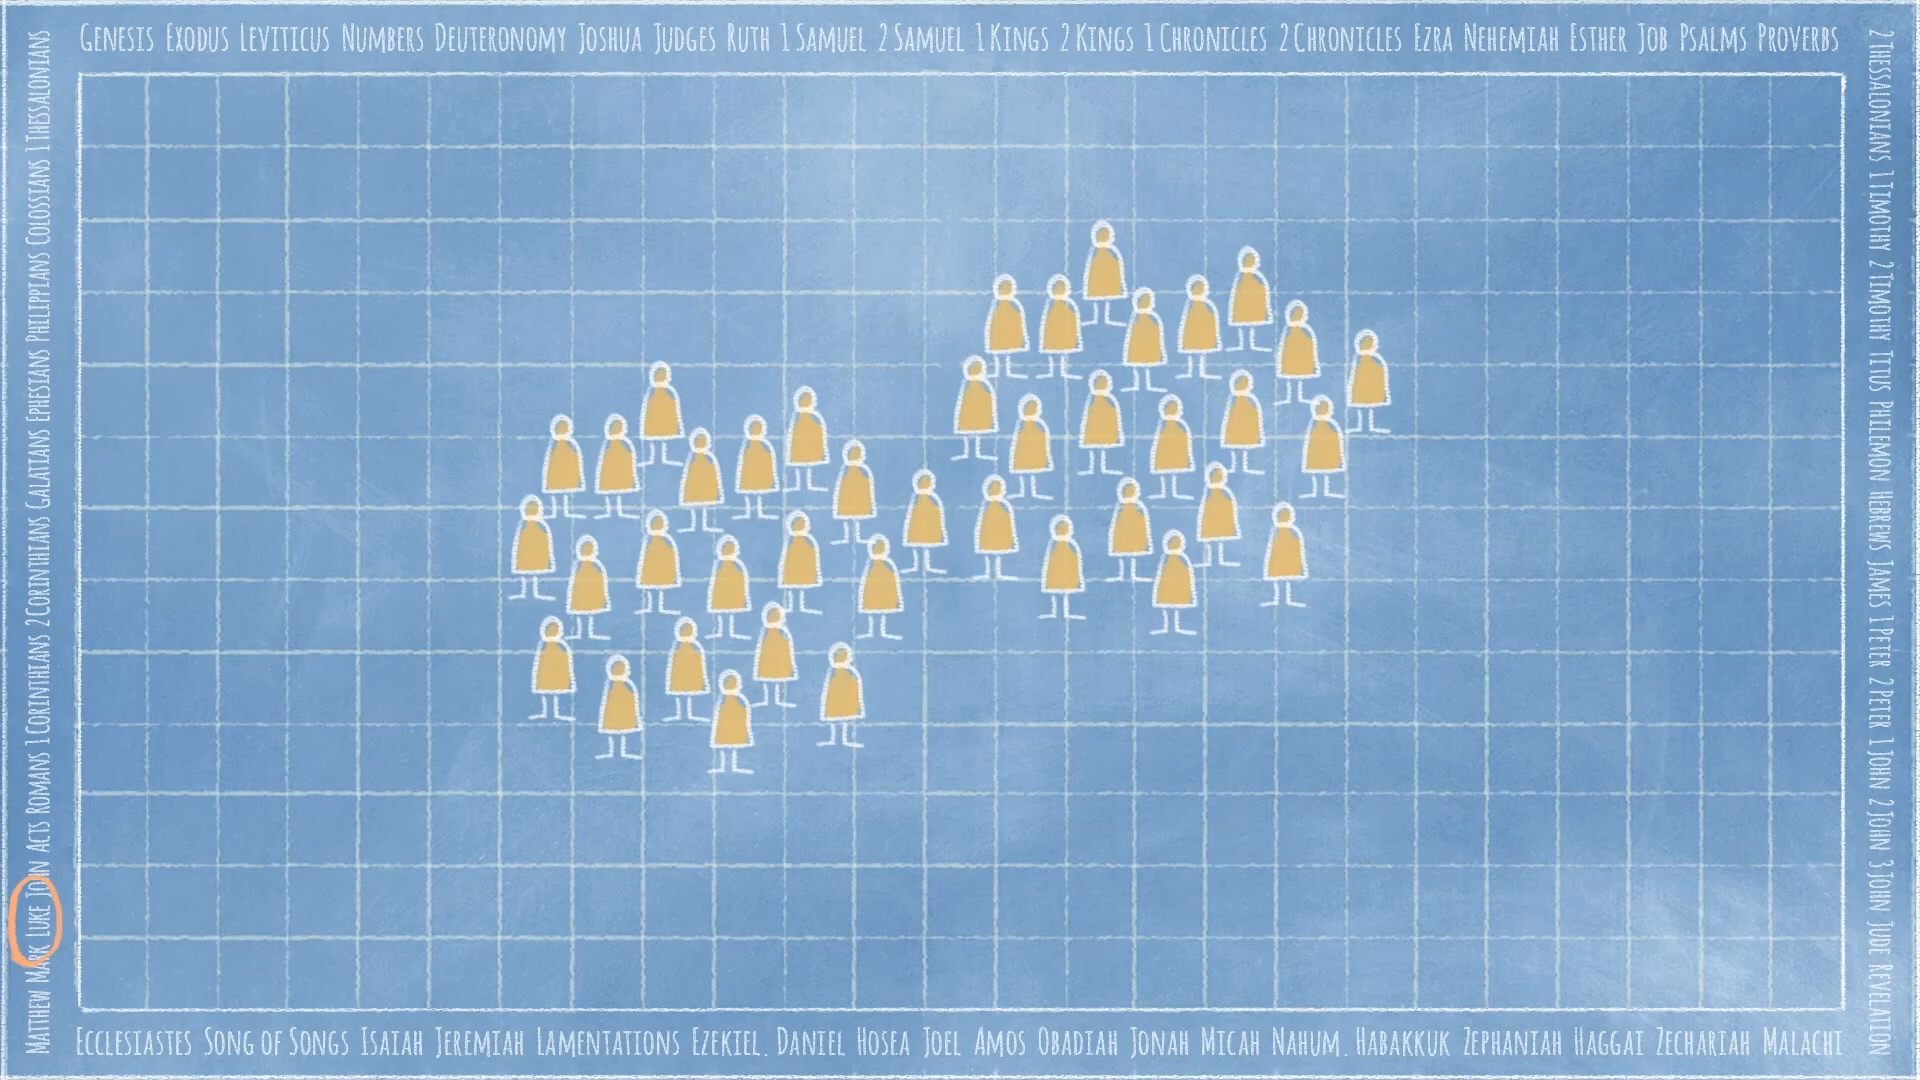 Genesis Exodus Leviticus Numbers Deuteronomy Joshua Judges Ruth 1 Samuel 2 Samuel 1 Kings 2 Kings 1 Chronicles 2 Chronicles Ezra Nehemiah Esther Job Psalms Proverbs
Ecclesiastes Song of Songs Isaiah Jeremiah Lamentations Ezekiel. Daniel Hosea Joel Amos Obadiah Jonah Micah Nahum. Habakkuk Zephaniah Haggai Zechariah Malachi
Matthew Mark Luke John Acts Romans 1 Corinthians 2 Corinthians Galatians Ephesians Philippians Colossians 1 Thessalonians
2 Thessalonians 1 Timothy 2 Timothy Titus Philemon Hebrews James 1 Peter 2 Peter 1 John 2 John 3 John Jude Revelation